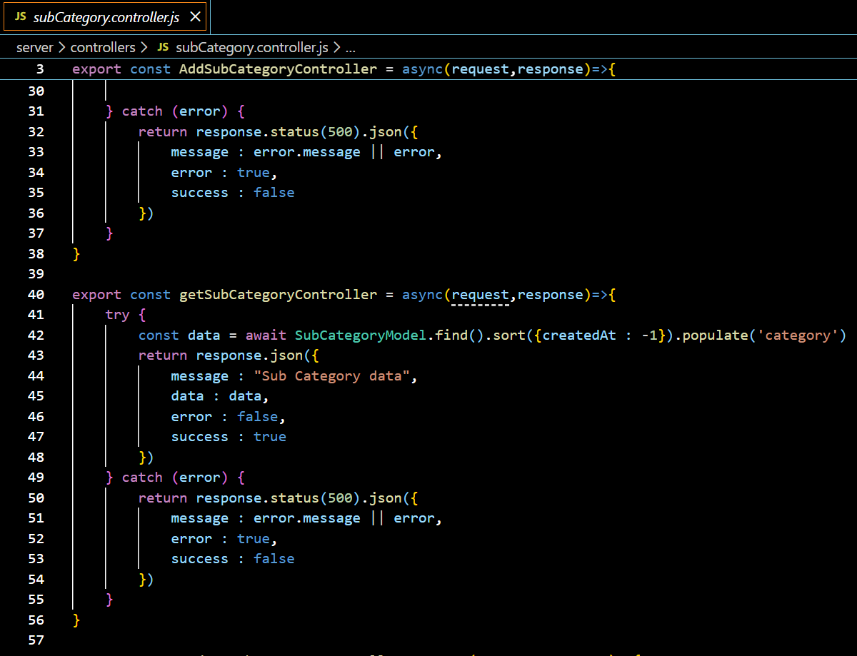 JS subCategory.controller.js ✕
server > controllers > JS subCategory.controller.js > ...
3 export const AddSubCategoryController = async(request,response)=>{
30
31 } catch (error) {
32 return response.status(500).json({
33 message : error.message || error,
34 error : true,
35 success : false
36 })
37 }
38 }
39
40 export const getSubCategoryController = async(request,response)=>{
41 try {
42 const data = await SubCategoryModel.find().sort({createdAt : -1}).populate('category')
43 return response.json({
44 message : "Sub Category data",
45 data : data,
46 error : false,
47 success : true
48 })
49 } catch (error) {
50 return response.status(500).json({
51 message : error.message || error,
52 error : true,
53 success : false
54 })
55 }
56 }
57